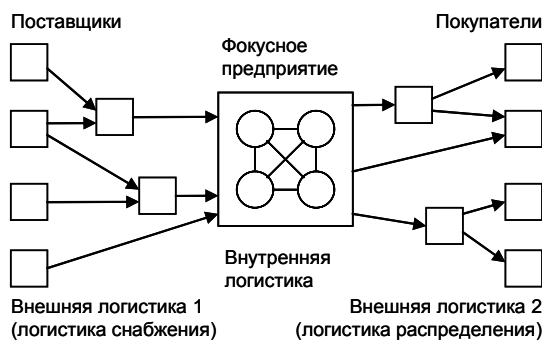 Поставщики
Покупатели
Фокусное
предприятие
Внутренняя
логистика
Внешняя логистика 1
(логистика снабжения)
Внешняя логистика 2
(логистика распределения)